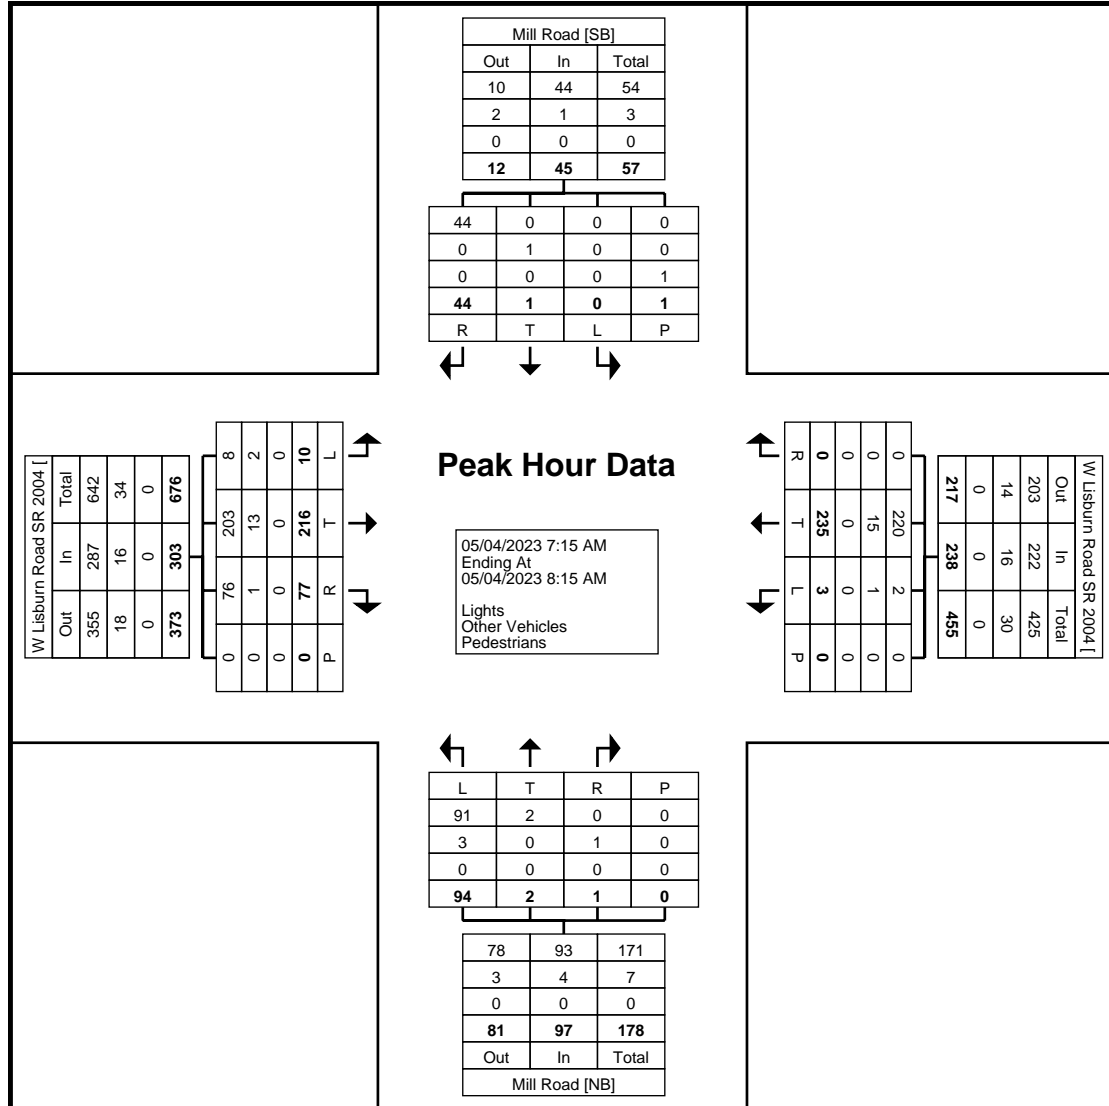 Mill Road [SB]
Out In Total
10 44 54
2 1 3
0 0 0
12 45 57
44 0 0 0
0 1 0 0
0 0 0 1
44 1 0 1
R T L P
W Lisburn Road SR 2004 [
Total 642 34 0 676
In 287 16 0 303
Out 355 18 0 373
8 2 0 10 L
203 13 0 216 T
76 1 0 77 R
0 0 0 0 P
Peak Hour Data
05/04/2023 7:15 AM
Ending At
05/04/2023 8:15 AM
Lights
Other Vehicles
Pedestrians
R 0 0 0 0
T 235 0 15 220
L 3 0 1 2
P 0 0 0 0
217 0 14 203 Out
238 0 16 222 In
455 0 30 425 Total
W Lisburn Road SR 2004 [
L T R P
91 2 0 0
3 0 1 0
0 0 0 0
94 2 1 0
78 93 171
3 4 7
0 0 0
81 97 178
Out In Total
Mill Road [NB]